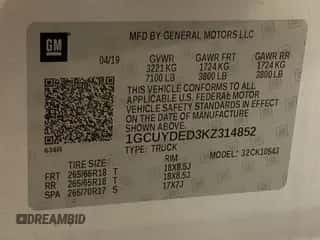 GM
MFD BY GENERAL MOTORS LLC
04/19 GVWR GAWR FRT GAWR RR
3221 KG 1724 KG 1724 KG
7100 LB 3800 LB 3800 LB
THIS VEHICLE CONFORMS TO ALL
APPLICABLE U.S. FEDERAL MOTOR
VEHICLE SAFETY STANDARDS IN
EFFECT ON THE DATE OF
MANUFACTURE SHOWN ABOVE.
1GCUYDED3KZ314852
TYPE: TRUCK
TIRE SIZE RIM
FRT 265/65R18 T 18X8.5J
RR 265/65R18 T 18X8.5J
SPA 265/70R17 S 17X7J
DREAMBID